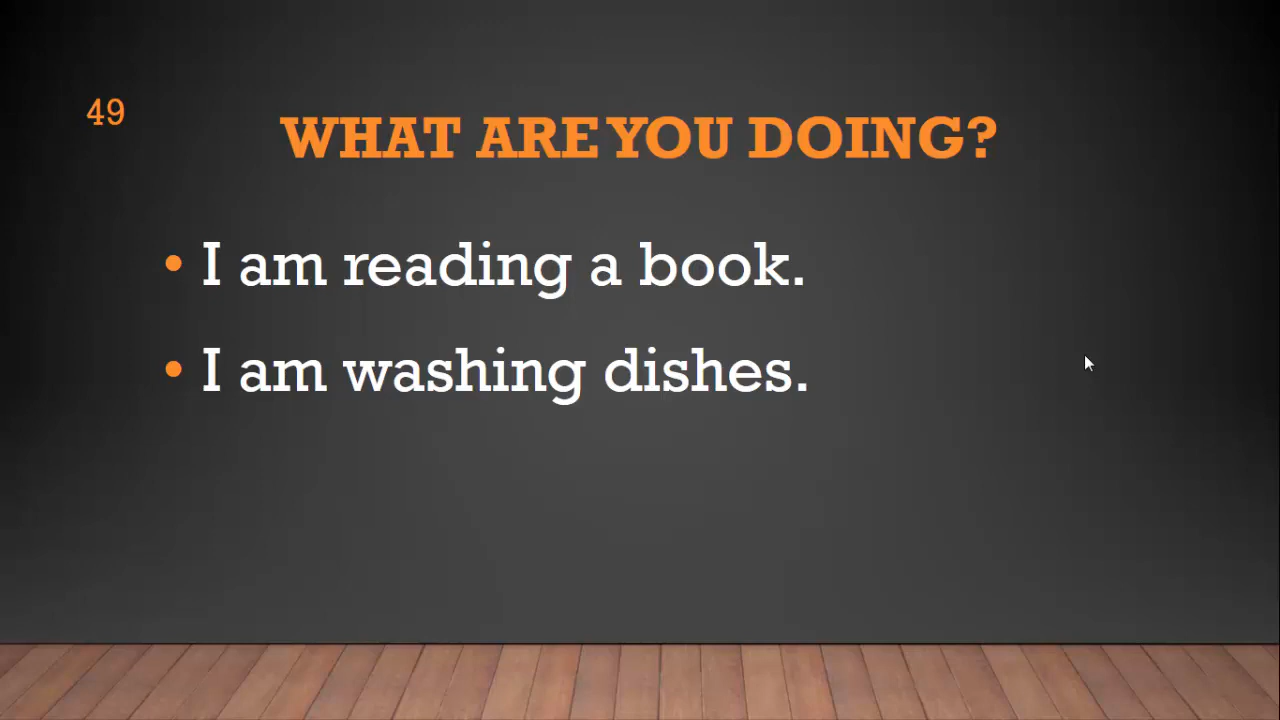 49
WHAT ARE YOU DOING?
• I am reading a book.
• I am washing dishes.